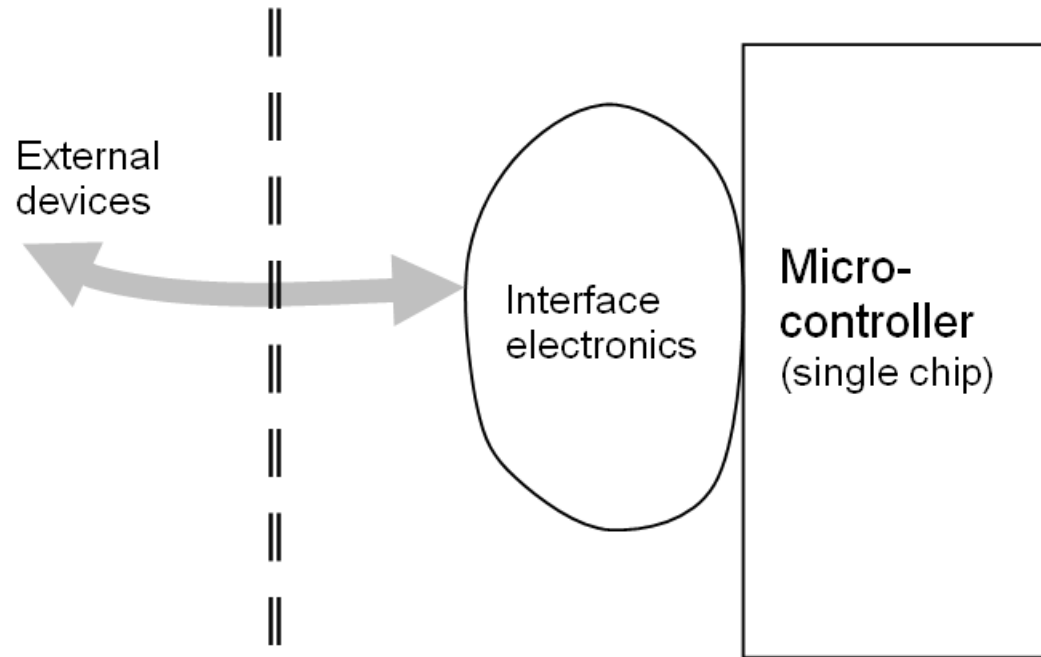 External
devices
Interface
electronics
Micro-
controller
(single chip)